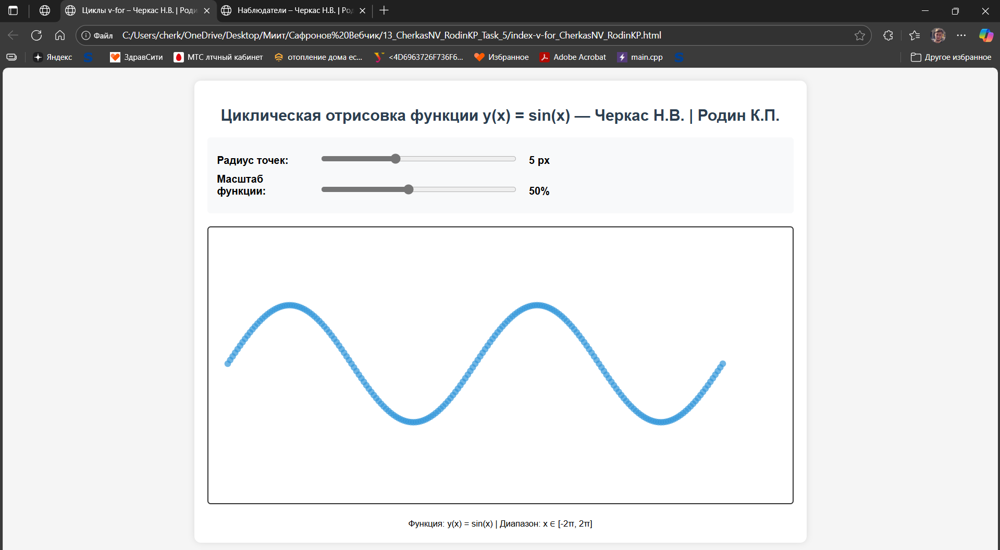 Циклы v-for – Черкас Н.В. | Роди
Наблюдатели – Черкас Н.В. | Род
Файл
C:/Users/cherk/OneDrive/Desktop/Миит/Сафронов%20Вебчик/13_CherkasNV_RodinKP_Task_5/index-v-for_CherkasNV_RodinKP.html
Яндекс
ЗдравСити
МТС лтчный кабинет
отопление дома ес...
<4D6963726F736F6...
Избранное
Adobe Acrobat
main.cpp
Другое избранное
Циклическая отрисовка функции y(x) = sin(x) — Черкас Н.В. | Родин К.П.
Радиус точек:
5 px
Масштаб
функции:
50%
Функция: y(x) = sin(x) | Диапазон: x ∈ [-2π, 2π]